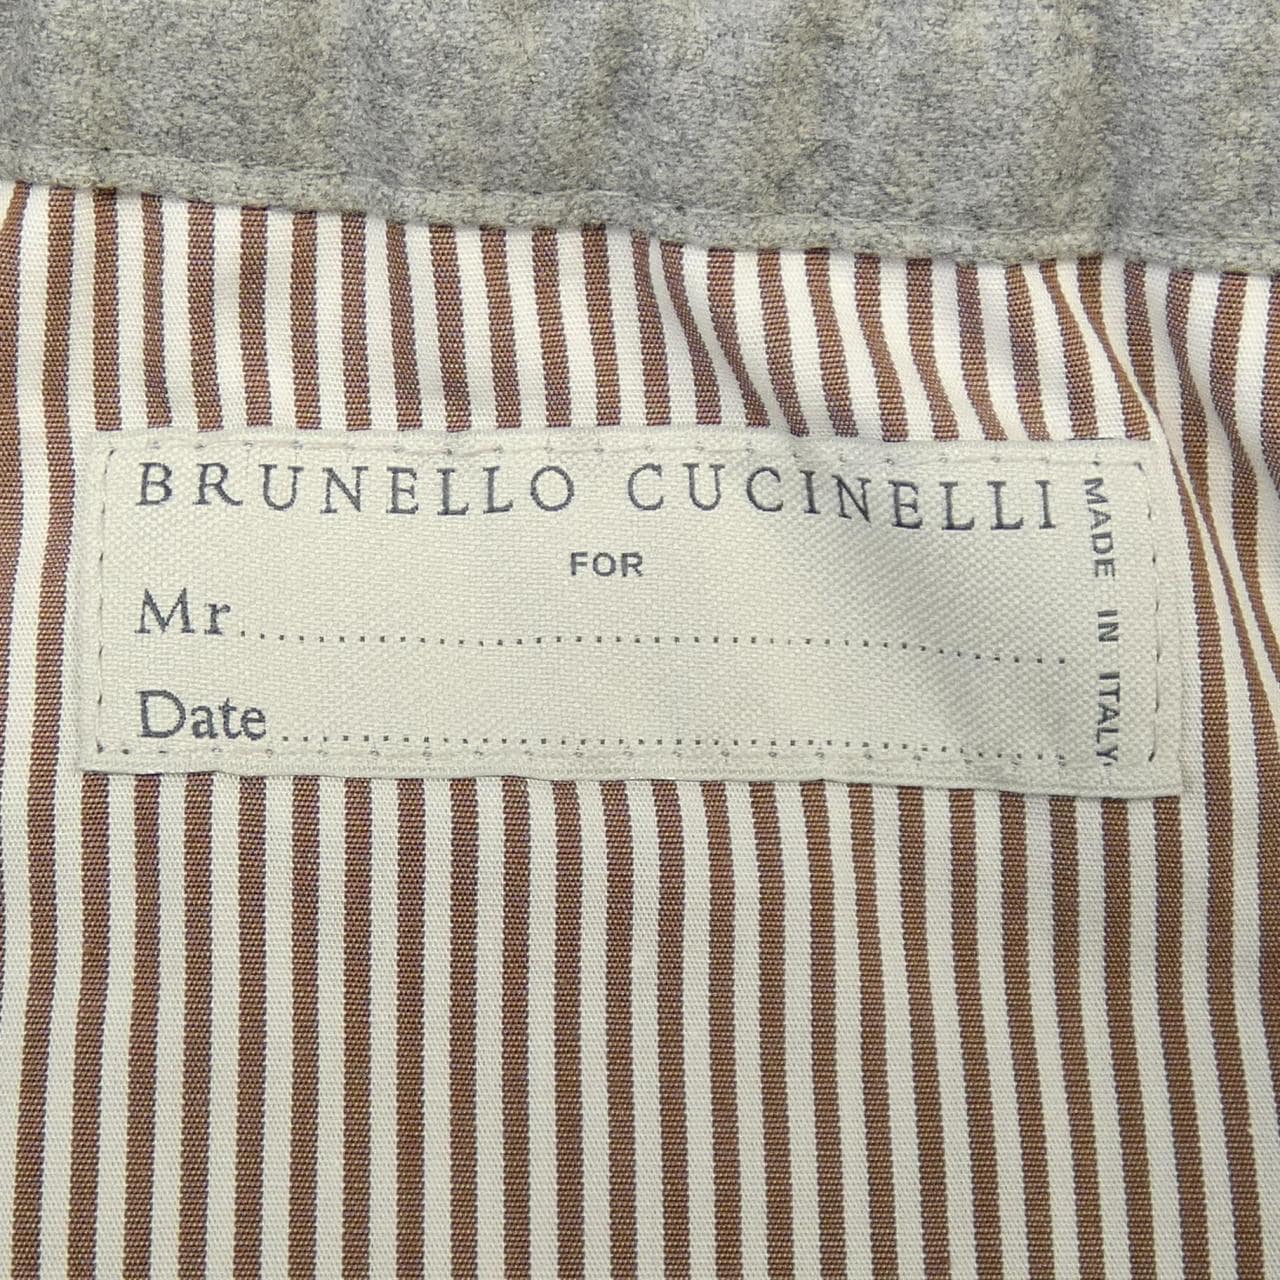 BRUNELLO CUCINELLI
FOR
Mr....................
Date....................
MADE IN ITALY